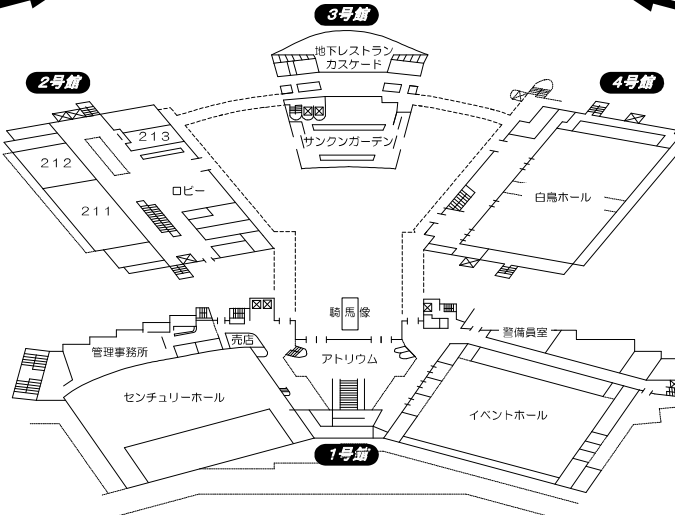 3号館
地下レストラン
カスケード
2号館
4号館
213
212
サンクンガーデン
ロビー
211
白鳥ホール
騎馬像
警備員室
売店
管理事務所
アトリウム
センチュリーホール
イベントホール
1号館